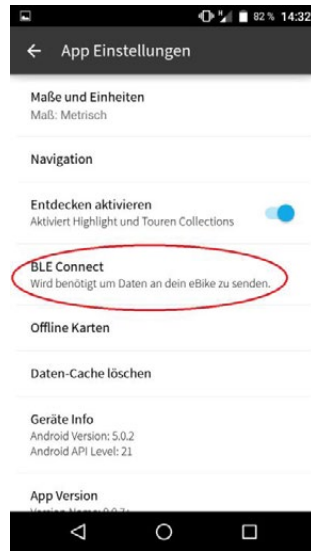 82 % 14:32
App Einstellungen
Maße und Einheiten
Maß: Metrisch
Navigation
Entdecken aktivieren
Aktiviert Highlight und Touren Collections
BLE Connect
Wird benötigt um Daten an dein eBike zu senden.
Offline Karten
Daten-Cache löschen
Geräte Info
Android Version: 5.0.2
Android API Level: 21
App Version